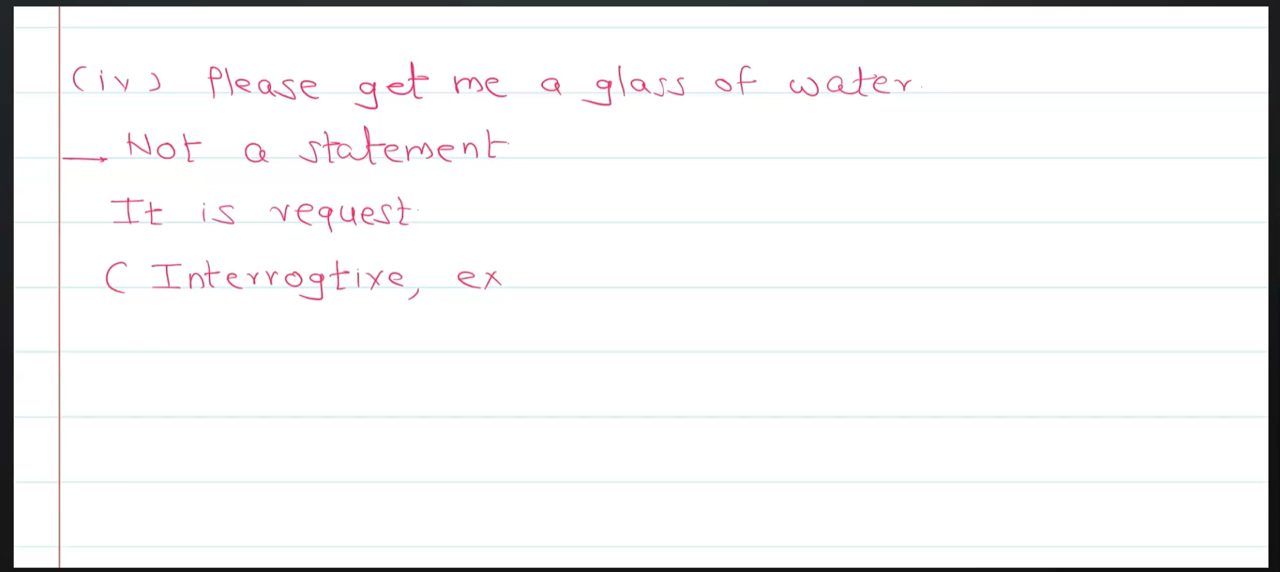 (iv) Please get me a glass of water.
→ Not a statement
It is request.
( Interrogtive, ex